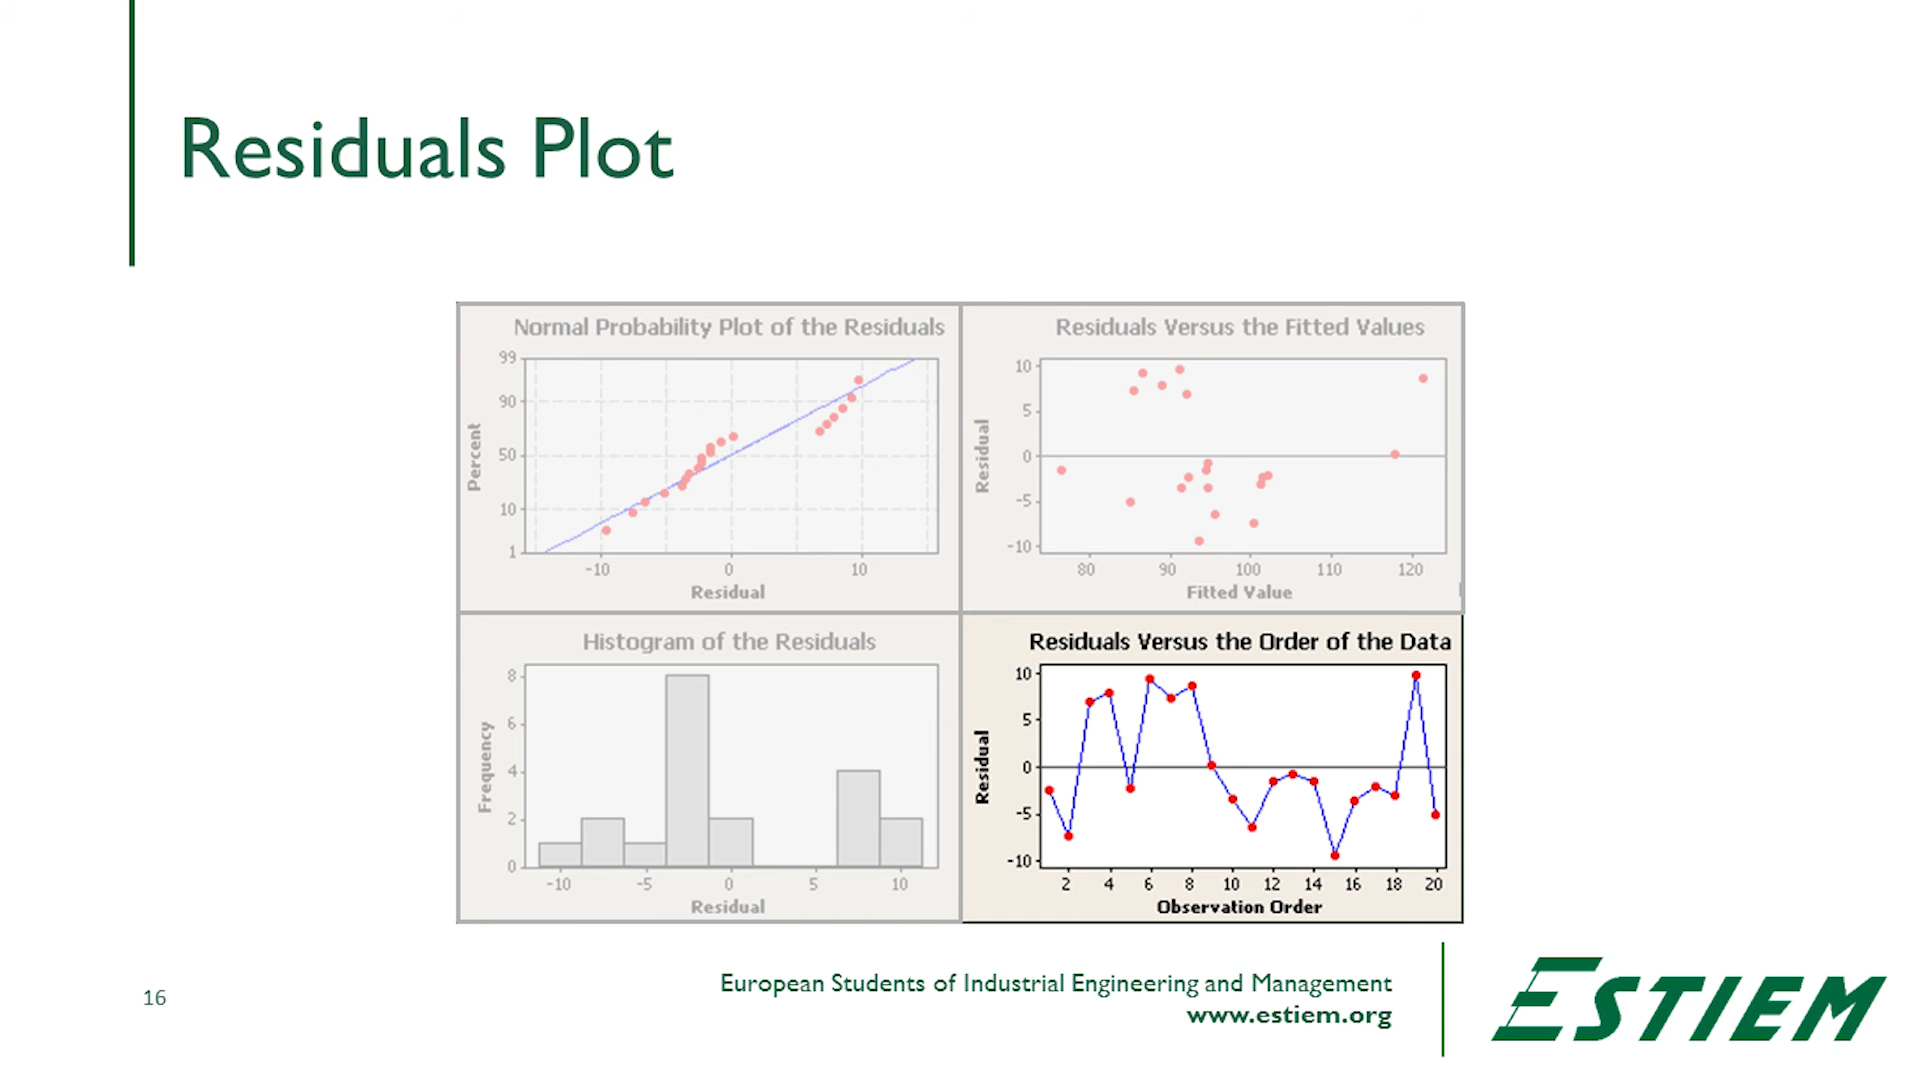 Residuals Plot
Normal Probability Plot of the Residuals
99
90
50
10
1
Percent
-10 0 10
Residual
Residuals Versus the Fitted Values
10
5
0
-5
-10
Residual
80 90 100 110 120
Fitted Value
Histogram of the Residuals
8
6
4
2
0
Frequency
-10 -5 0 5 10
Residual
Residuals Versus the Order of the Data
10
5
0
-5
-10
Residual
2 4 6 8 10 12 14 16 18 20
Observation Order
16
European Students of Industrial Engineering and Management
www.estiem.org
ESTIEM